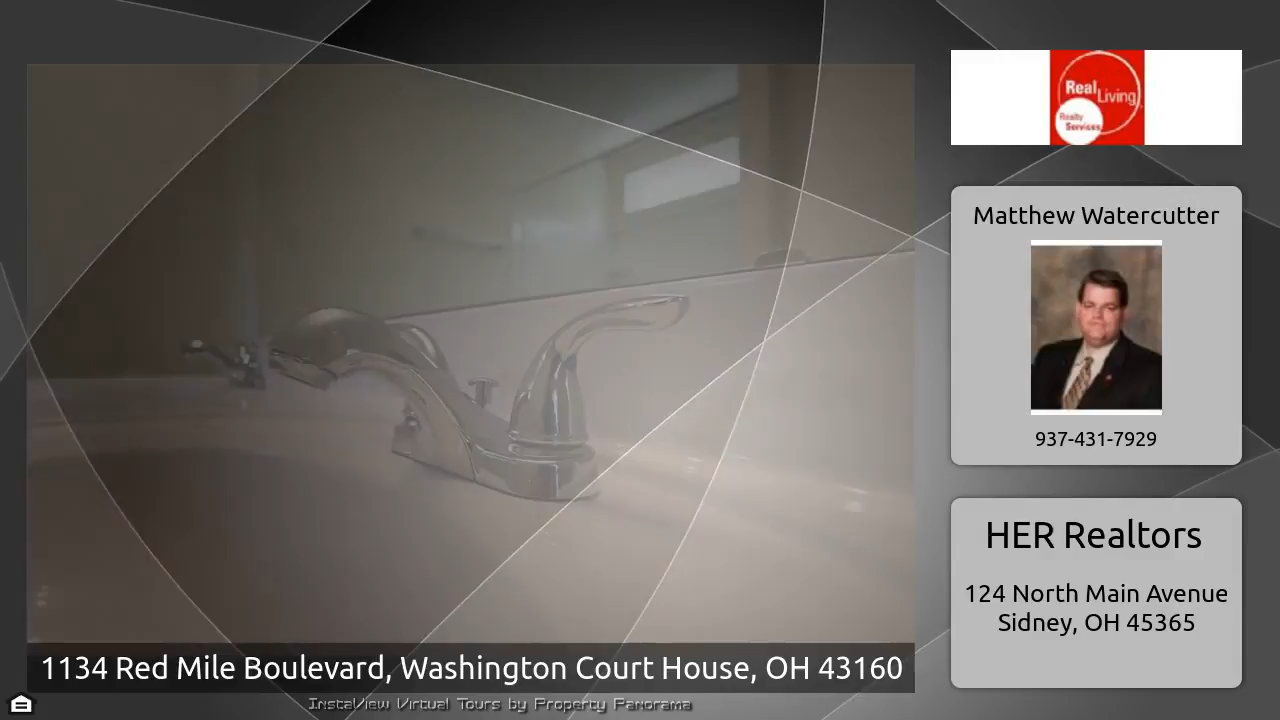 Real
Living
Realty
Services
Matthew Watercutter
937-431-7929
HER Realtors
124 North Main Avenue
Sidney, OH 45365
1134 Red Mile Boulevard, Washington Court House, OH 43160
InstaView Virtual Tours by Property Panorama